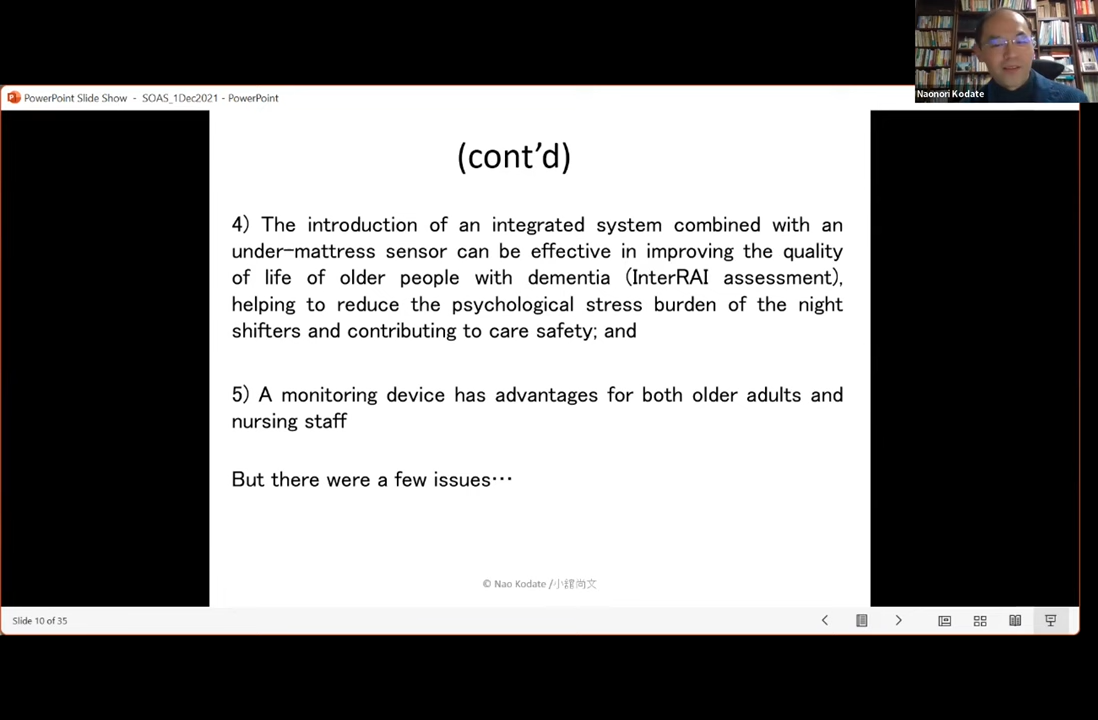 Naonori Kodate
PowerPoint Slide Show - SOAS_1Dec2021 - PowerPoint
(cont’d)
4) The introduction of an integrated system combined with an
under-mattress sensor can be effective in improving the quality
of life of older people with dementia (InterRAI assessment),
helping to reduce the psychological stress burden of the night
shifters and contributing to care safety; and
5) A monitoring device has advantages for both older adults and
nursing staff
But there were a few issues…
© Nao Kodate /小舘尚文
Slide 10 of 35